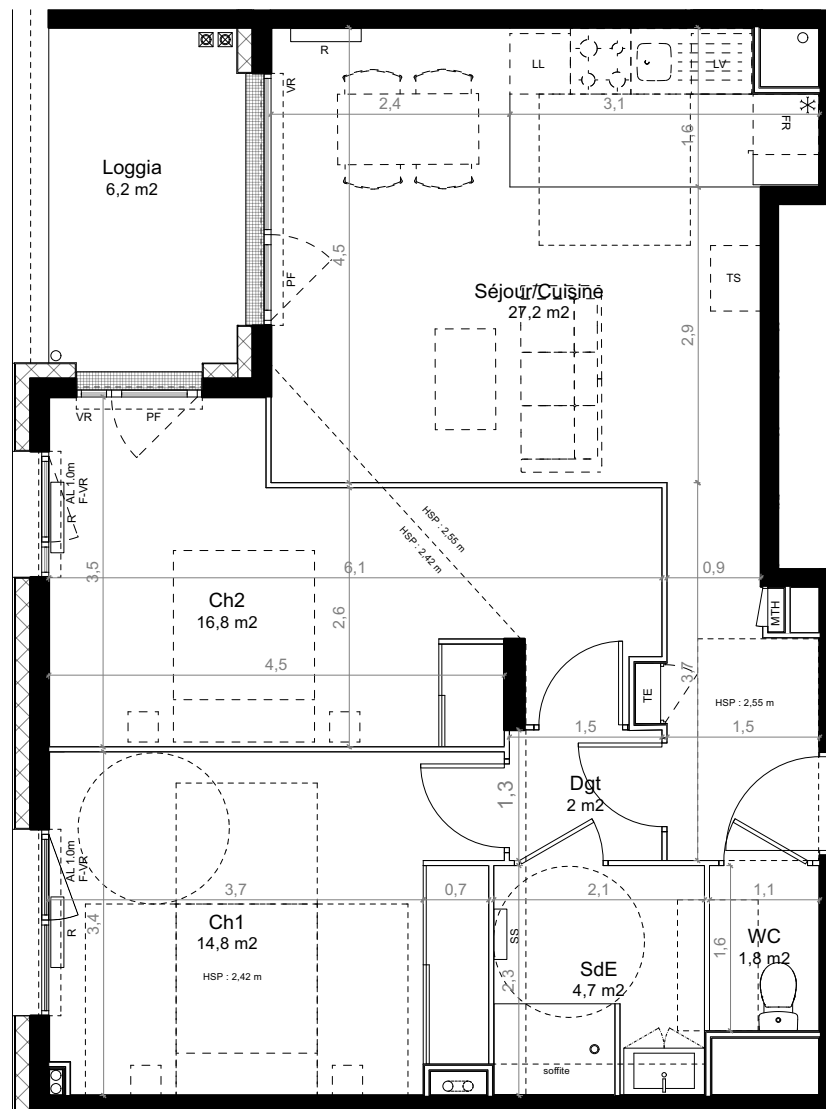 R
LL
LV
VR
2,4
3,1
FR
1,6
Loggia
6,2 m2
4,5
PF
Séjour/Cuisine
27,2 m2
TS
2,9
VR
PF
AL 1.0m
F-VR
R
HSP : 2,55 m
HSP : 2,42 m
3,5
6,1
0,9
Ch2
16,8 m2
2,6
MTH
4,5
TE
3,7
HSP : 2,55 m
1,5
1,5
1,3
Dgt
2 m2
AL 1.0m
F-VR
R
3,4
3,7
0,7
2,1
1,1
Ch1
14,8 m2
HSP : 2,42 m
SS
2,3
SdE
4,7 m2
1,6
WC
1,8 m2
soffite